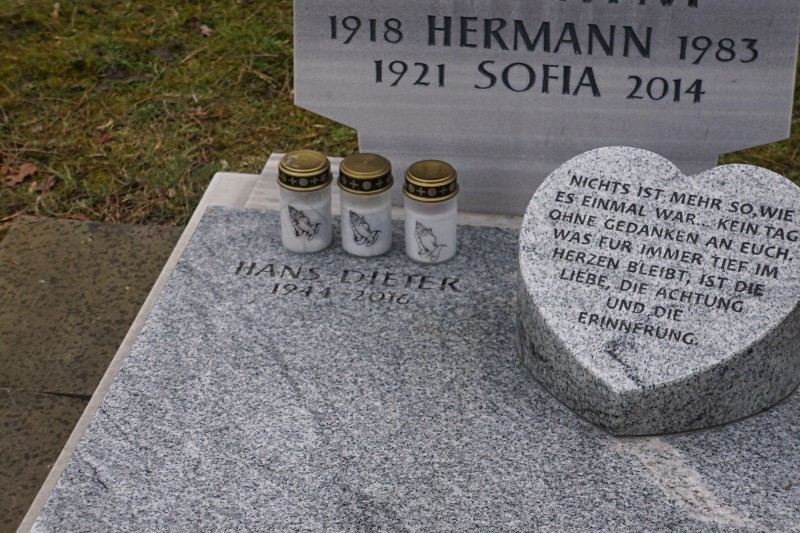 1918 HERMANN 1983
1921 SOFIA 2014
HANS-DIETER
1944 2016
NICHTS IST MEHR SO, WIE
ES EINMAL WAR... KEIN TAG
OHNE GEDANKEN AN EUCH.
WAS FÜR IMMER TIEF IM
HERZEN BLEIBT, IST DIE
LIEBE, DIE ACHTUNG
UND DIE
ERINNERUNG.